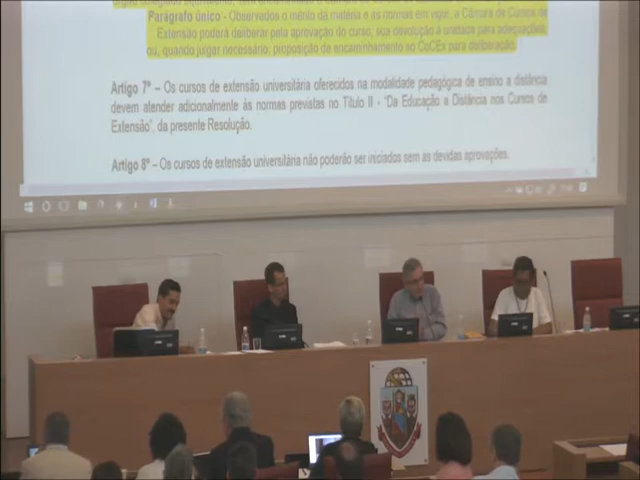 Parágrafo único - Observados o mérito da matéria e as normas em vigor, a Câmara de Cursos de
Extensão poderá deliberar pela aprovação do curso, sua devolução à unidade para adequações,
ou, quando julgar necessário, proposição de encaminhamento ao CoCEx para deliberação.
Artigo 7º – Os cursos de extensão universitária oferecidos na modalidade pedagógica de ensino a distância
devem atender adicionalmente às normas previstas no Título II - "Da Educação a Distância nos Cursos de
Extensão", da presente Resolução.
Artigo 8º – Os cursos de extensão universitária não poderão ser iniciados sem as devidas aprovações.